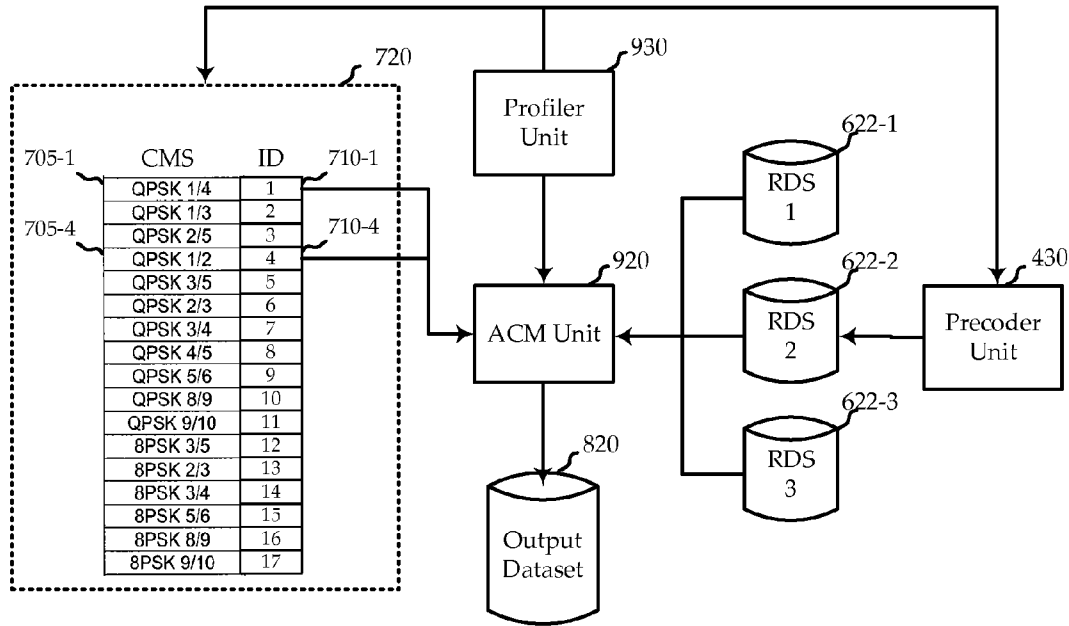 720
705-1
CMS ID
710-1
QPSK 1/4 1
QPSK 1/3 2
705-4
QPSK 2/5 3
710-4
QPSK 1/2 4
QPSK 3/5 5
QPSK 2/3 6
QPSK 3/4 7
QPSK 4/5 8
QPSK 5/6 9
QPSK 8/9 10
QPSK 9/10 11
8PSK 3/5 12
8PSK 2/3 13
8PSK 3/4 14
8PSK 5/6 15
8PSK 8/9 16
8PSK 9/10 17
930
Profiler
Unit
920
ACM Unit
820
Output
Dataset
622-1
RDS
1
622-2
RDS
2
622-3
RDS
3
430
Precoder
Unit